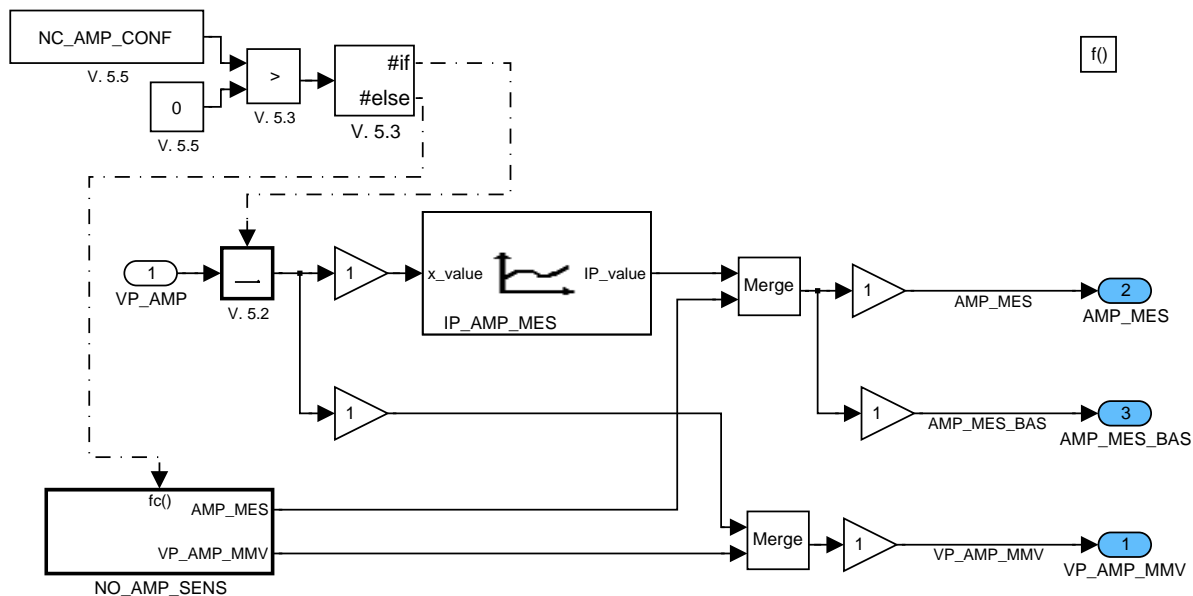 NC_AMP_CONF
V. 5.5
0
V. 5.5
>
V. 5.3
#if
#else
V. 5.3
f()
1
VP_AMP
V. 5.2
1
x_value
IP_value
IP_AMP_MES
Merge
1
AMP_MES
2
AMP_MES
1
1
AMP_MES_BAS
3
AMP_MES_BAS
fc()
AMP_MES
VP_AMP_MMV
NO_AMP_SENS
Merge
1
VP_AMP_MMV
1
VP_AMP_MMV